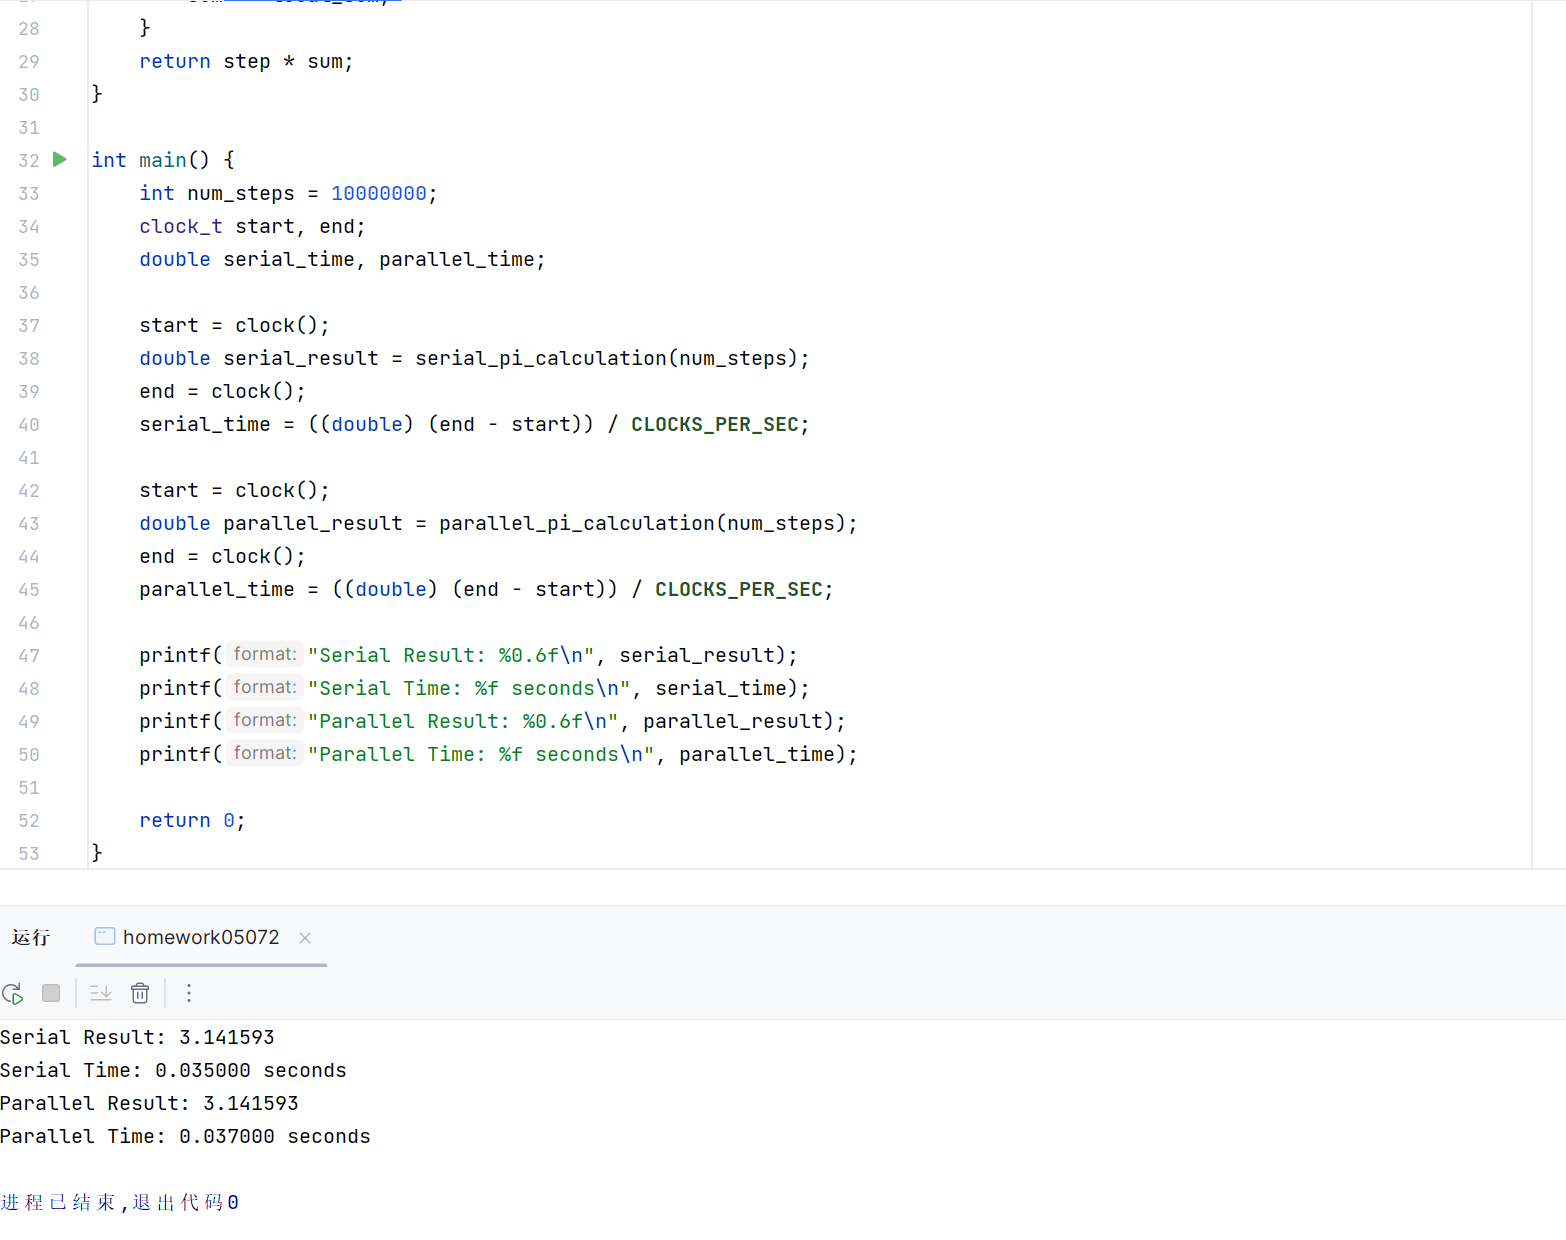 28 }
29 return step * sum;
30 }
31
32 int main() {
33 int num_steps = 10000000;
34 clock_t start, end;
35 double serial_time, parallel_time;
36
37 start = clock();
38 double serial_result = serial_pi_calculation(num_steps);
39 end = clock();
40 serial_time = ((double) (end - start)) / CLOCKS_PER_SEC;
41
42 start = clock();
43 double parallel_result = parallel_pi_calculation(num_steps);
44 end = clock();
45 parallel_time = ((double) (end - start)) / CLOCKS_PER_SEC;
46
47 printf( format: "Serial Result: %0.6f\n", serial_result);
48 printf( format: "Serial Time: %f seconds\n", serial_time);
49 printf( format: "Parallel Result: %0.6f\n", parallel_result);
50 printf( format: "Parallel Time: %f seconds\n", parallel_time);
51
52 return 0;
53 }
运行 homework05072
Serial Result: 3.141593
Serial Time: 0.035000 seconds
Parallel Result: 3.141593
Parallel Time: 0.037000 seconds
进程已结束,退出代码0